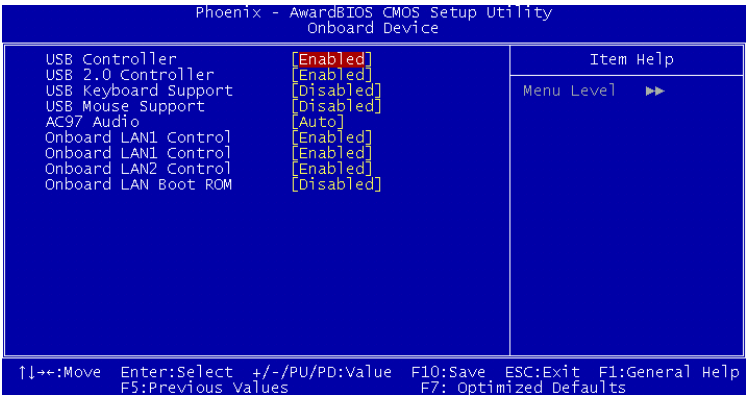 Phoenix - AwardBIOS CMOS Setup Utility
Onboard Device
USB Controller [Enabled]
USB 2.0 Controller [Enabled]
USB Keyboard Support [Disabled]
USB Mouse Support [Disabled]
AC97 Audio [Auto]
Onboard LAN1 Control [Enabled]
Onboard LAN1 Control [Enabled]
Onboard LAN2 Control [Enabled]
Onboard LAN Boot ROM [Disabled]
Item Help
Menu Level ▶▶
↑↓→←:Move Enter:Select +/-/PU/PD:Value F10:Save ESC:Exit F1:General Help
F5:Previous Values F7: Optimized Defaults